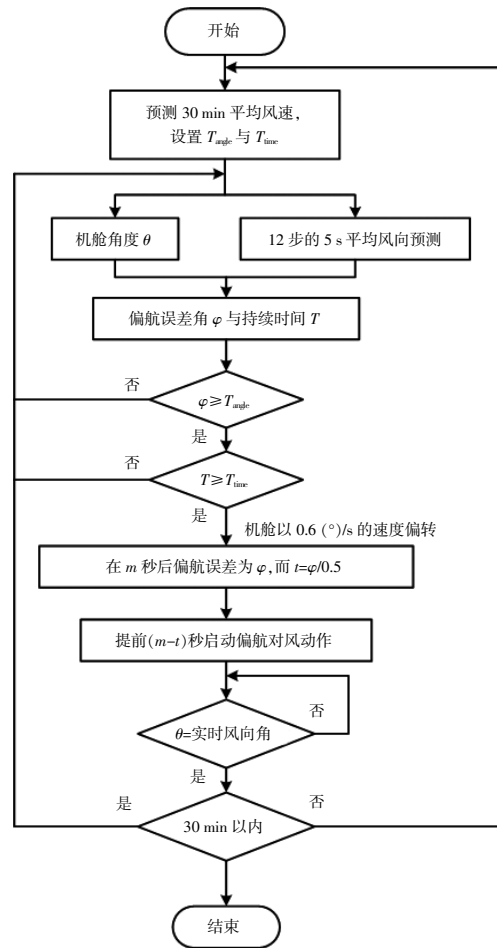 开始
预测 30 min 平均风速，
设置 Tangle 与 Ttime
机舱角度 θ
12 步的 5 s 平均风向预测
偏航误差角 φ 与持续时间 T
否
φ≥Tangle
是
否
T≥Ttime
是
机舱以 0.6 (°)/s 的速度偏转
在 m 秒后偏航误差为 φ，而 t=φ/0.5
提前(m-t)秒启动偏航对风动作
θ=实时风向角
否
是
是
30 min 以内
否
结束